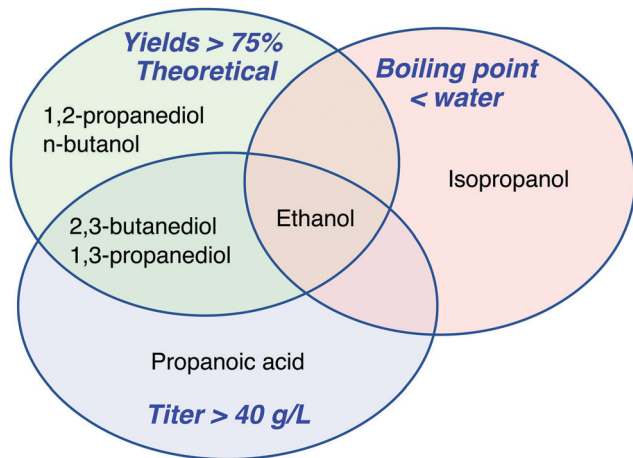 Yields > 75%
Theoretical
Boiling point
< water
1,2-propanediol
n-butanol
Isopropanol
2,3-butanediol
1,3-propanediol
Ethanol
Propanoic acid
Titer > 40 g/L